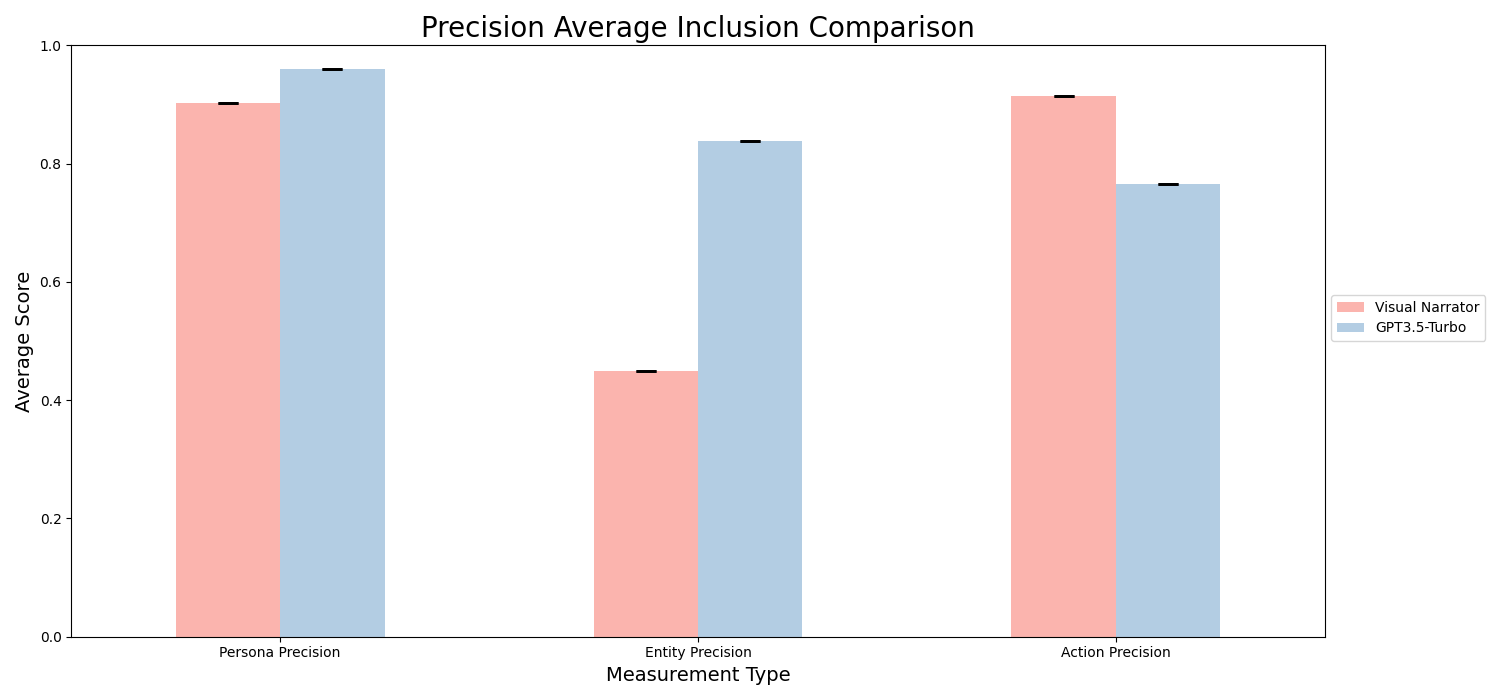 Precision Average Inclusion Comparison
1.0
0.8
0.6
0.4
0.2
0.0
Average Score
Persona Precision
Entity Precision
Action Precision
Measurement Type
Visual Narrator
GPT3.5-Turbo